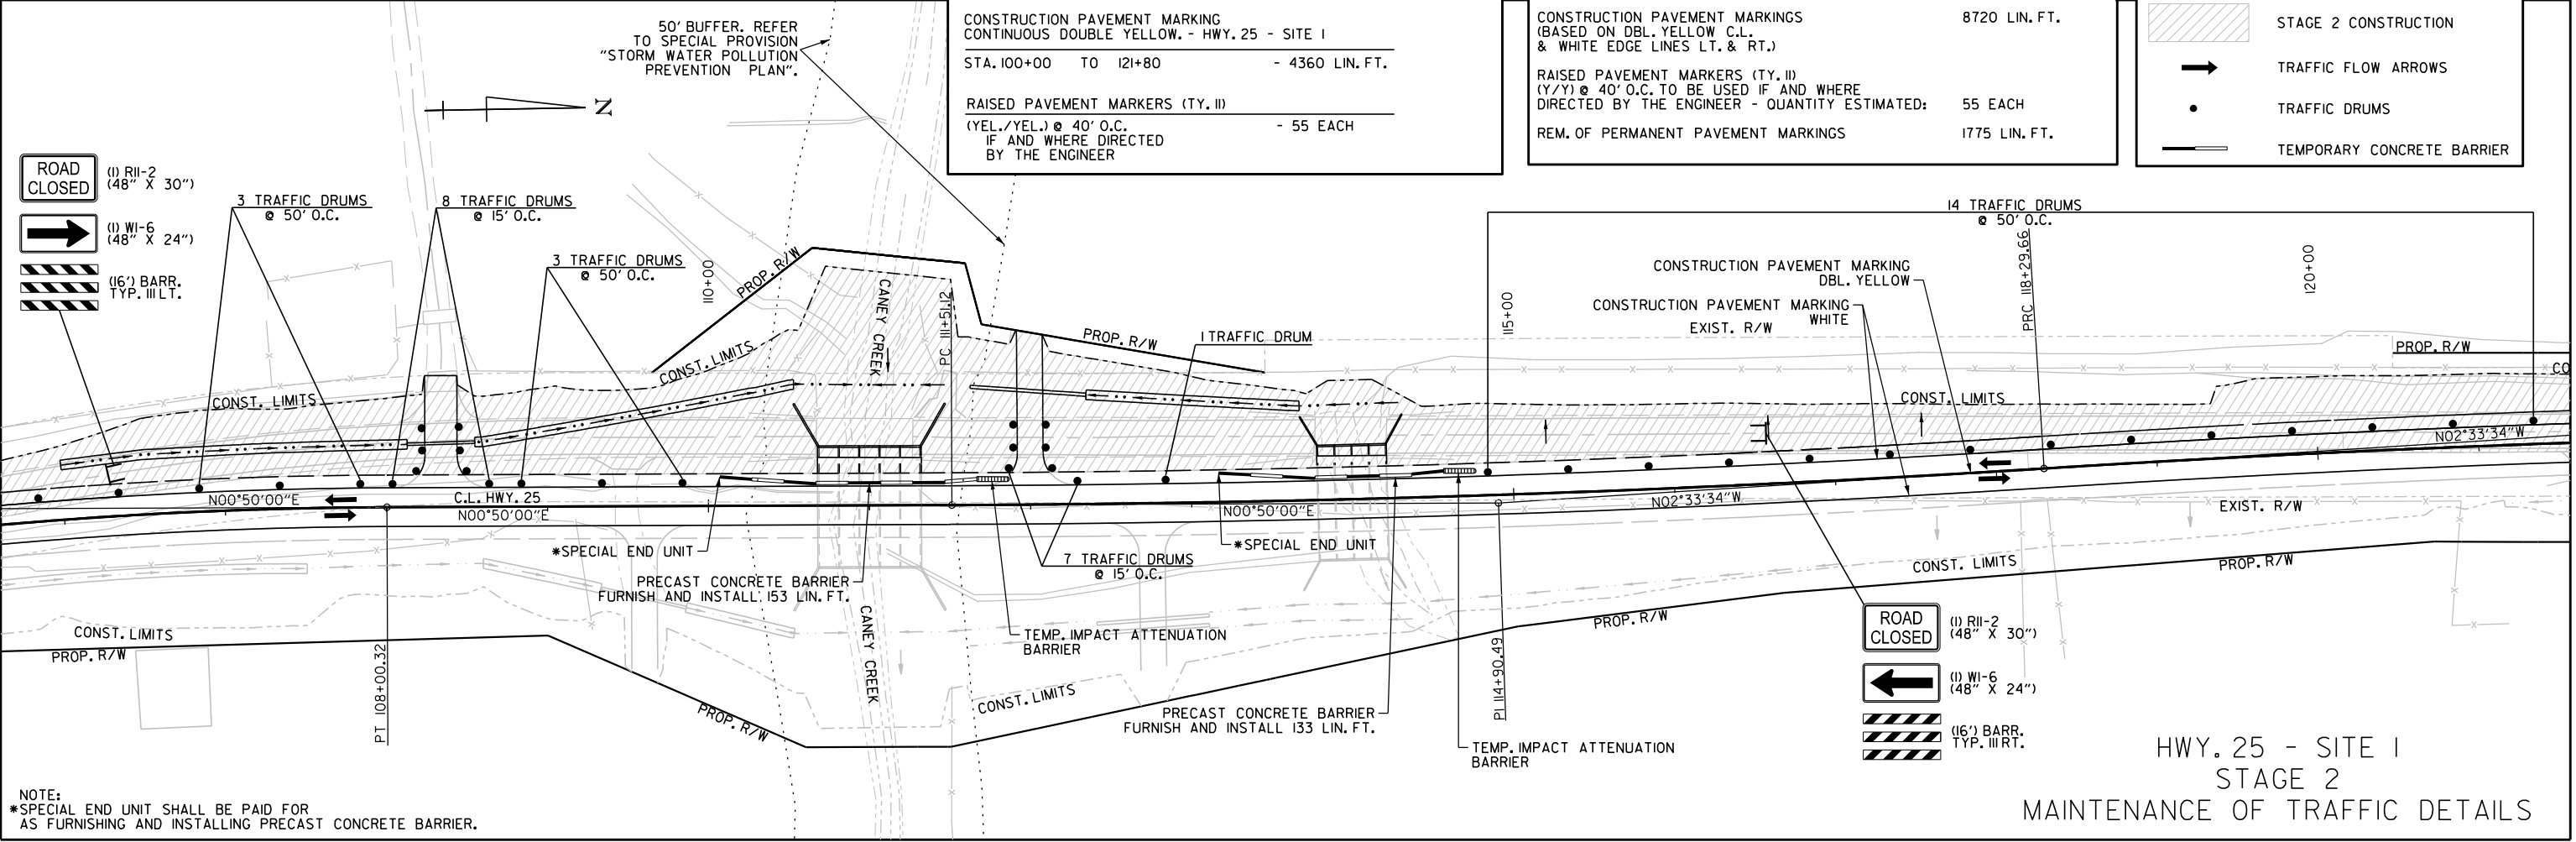 50' BUFFER. REFER
TO SPECIAL PROVISION
"STORM WATER POLLUTION
PREVENTION PLAN".
N
CONSTRUCTION PAVEMENT MARKING
CONTINUOUS DOUBLE YELLOW. - HWY. 25 - SITE 1
STA. 100+00 TO 121+80 - 4360 LIN. FT.
RAISED PAVEMENT MARKERS (TY. II)
(YEL./YEL.) @ 40' O.C. - 55 EACH
IF AND WHERE DIRECTED
BY THE ENGINEER
CONSTRUCTION PAVEMENT MARKINGS 8720 LIN. FT.
(BASED ON DBL. YELLOW C.L.
& WHITE EDGE LINES LT. & RT.)
RAISED PAVEMENT MARKERS (TY. II)
(Y/Y) @ 40' O.C. TO BE USED IF AND WHERE
DIRECTED BY THE ENGINEER - QUANTITY ESTIMATED: 55 EACH
REM. OF PERMANENT PAVEMENT MARKINGS 1775 LIN. FT.
STAGE 2 CONSTRUCTION
TRAFFIC FLOW ARROWS
TRAFFIC DRUMS
TEMPORARY CONCRETE BARRIER
ROAD
CLOSED
(1) R11-2
(48" X 30")
(1) W1-6
(48" X 24")
(16') BARR.
TYP. III LT.
3 TRAFFIC DRUMS
@ 50' O.C.
8 TRAFFIC DRUMS
@ 15' O.C.
3 TRAFFIC DRUMS
@ 50' O.C.
110+00
PROP. R/W
CANEY CREEK
PC 111+51.12
PROP. R/W
1 TRAFFIC DRUM
115+00
14 TRAFFIC DRUMS
@ 50' O.C.
CONSTRUCTION PAVEMENT MARKING
DBL. YELLOW
CONSTRUCTION PAVEMENT MARKING
WHITE
EXIST. R/W
PRC 118+29.66
120+00
PROP. R/W
CO
CONST. LIMITS
CONST. LIMITS
CONST. LIMITS
N00°50'00"E
C.L. HWY. 25
N00°50'00"E
N00°50'00"E
N02°33'34"W
N02°33'34"W
EXIST. R/W
*SPECIAL END UNIT
PRECAST CONCRETE BARRIER
FURNISH AND INSTALL 153 LIN. FT.
7 TRAFFIC DRUMS
@ 15' O.C.
*SPECIAL END UNIT
CANEY CREEK
TEMP. IMPACT ATTENUATION
BARRIER
CONST. LIMITS
PROP. R/W
PT 108+00.32
PROP. R/W
CONST. LIMITS
PRECAST CONCRETE BARRIER
FURNISH AND INSTALL 133 LIN. FT.
PI 114+90.49
TEMP. IMPACT ATTENUATION
BARRIER
PROP. R/W
CONST. LIMITS
PROP. R/W
ROAD
CLOSED
(1) R11-2
(48" X 30")
(1) W1-6
(48" X 24")
(16') BARR.
TYP. III RT.
NOTE:
*SPECIAL END UNIT SHALL BE PAID FOR
AS FURNISHING AND INSTALLING PRECAST CONCRETE BARRIER.
HWY. 25 - SITE 1
STAGE 2
MAINTENANCE OF TRAFFIC DETAILS